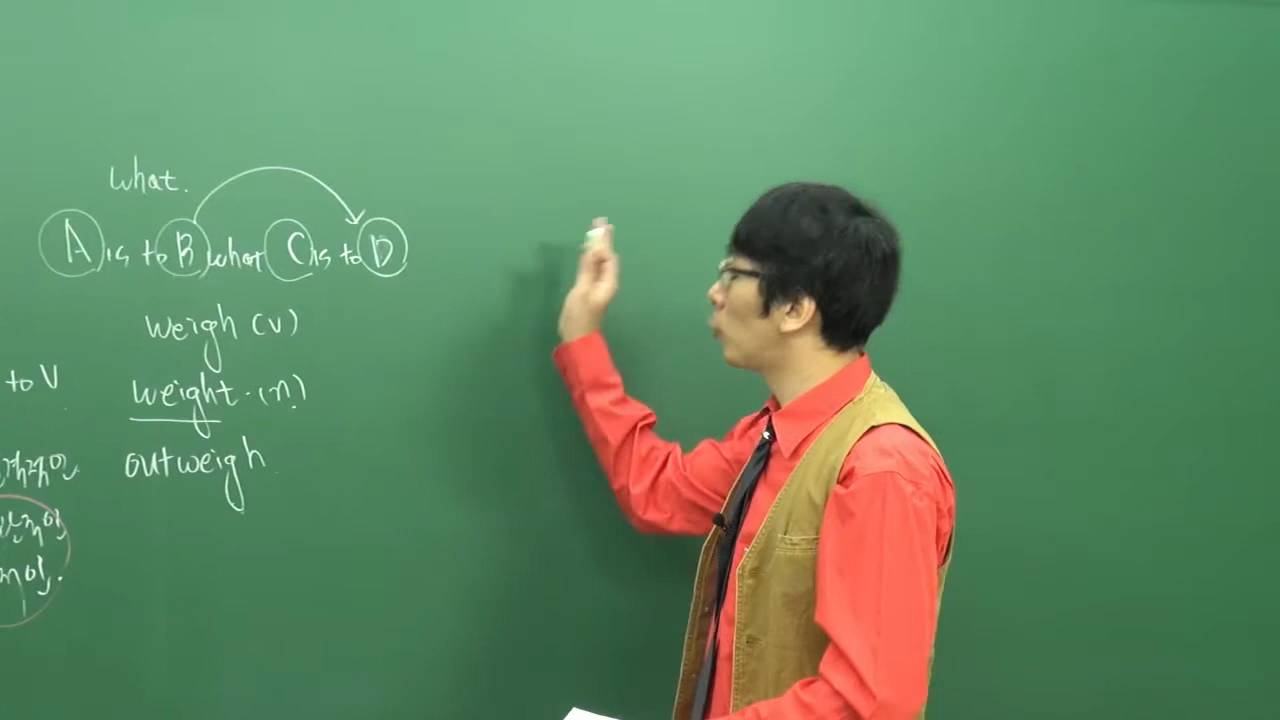 what.
A is to B what C is to D
weigh (v)
to V
weight (n)
outweigh